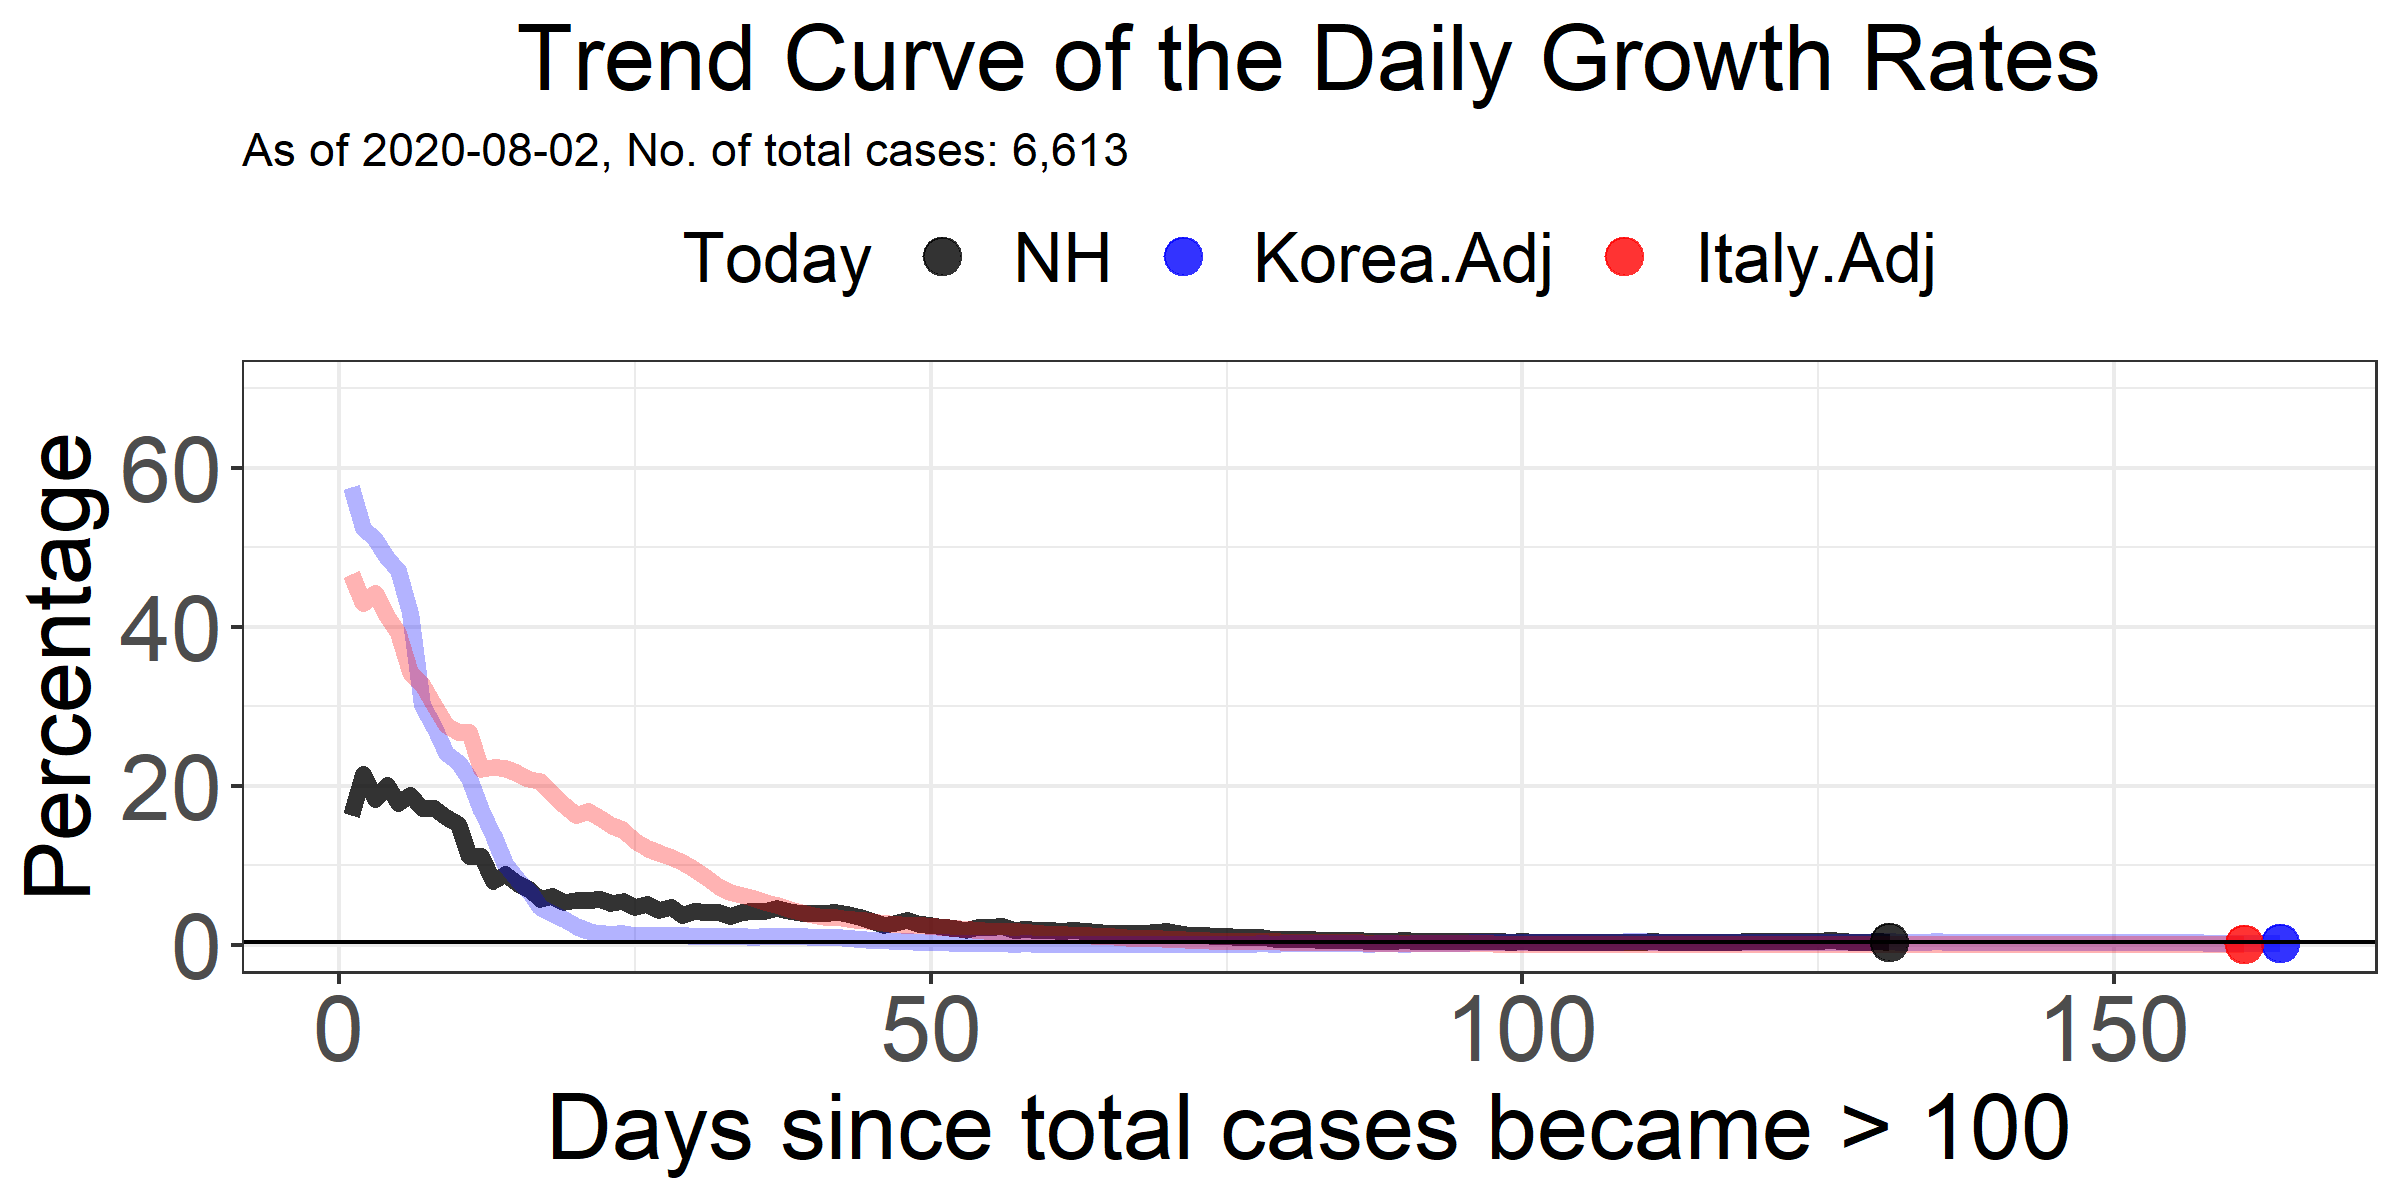 Trend Curve of the Daily Growth Rates
As of 2020-08-02, No. of total cases: 6,613
Today NH Korea.Adj Italy.Adj
Percentage
60
40
20
0
0 50 100 150
Days since total cases became > 100